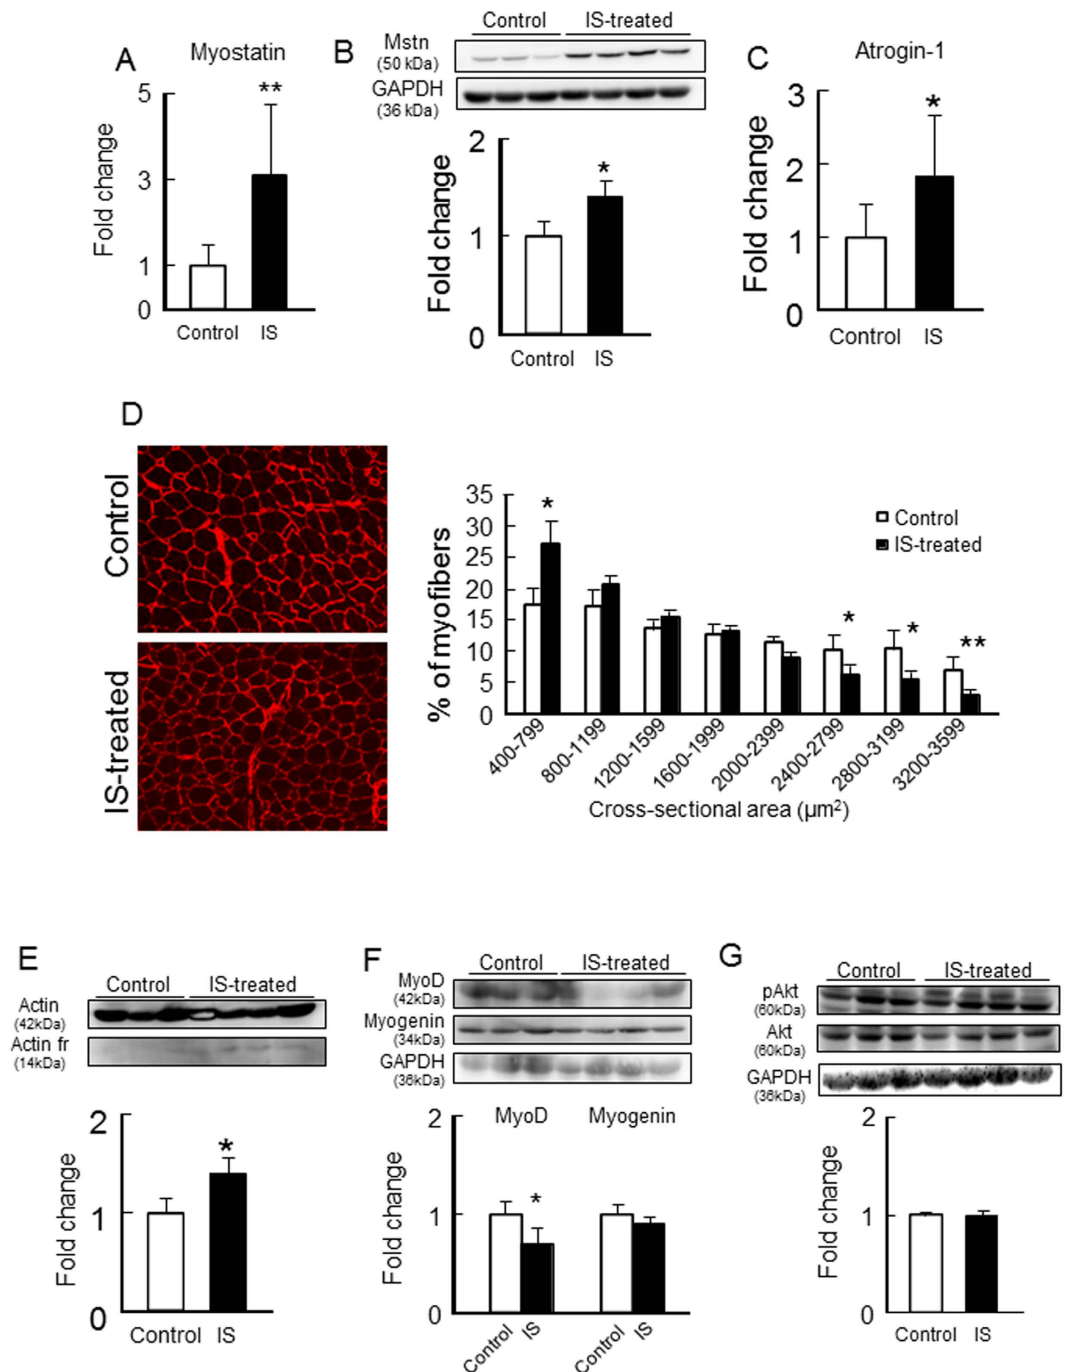 A
Myostatin
**
5
3
1
0
Fold change
Control IS
B
Control IS-treated
Mstn
(50 kDa)
GAPDH
(36 kDa)
2
*
1
0
Fold change
Control IS
C
Atrogin-1
3
*
2
1
0
Fold change
Control IS
D
Control
IS-treated
35
30
25
20
15
10
5
0
% of myofibers
*
Control
IS-treated
*
*
**
400-799
800-1199
1200-1599
1600-1999
2000-2399
2400-2799
2800-3199
3200-3599
Cross-sectional area (µm²)
E
Control IS-treated
Actin
(42kDa)
Actin fr
(14kDa)
2
*
1
0
Fold change
Control IS
F
Control IS-treated
MyoD
(42kDa)
Myogenin
(34kDa)
GAPDH
(36kDa)
2
MyoD Myogenin
*
1
0
Fold change
Control IS Control IS
G
Control IS-treated
pAkt
(60kDa)
Akt
(60kDa)
GAPDH
(36kDa)
2
1
0
Fold change
Control IS